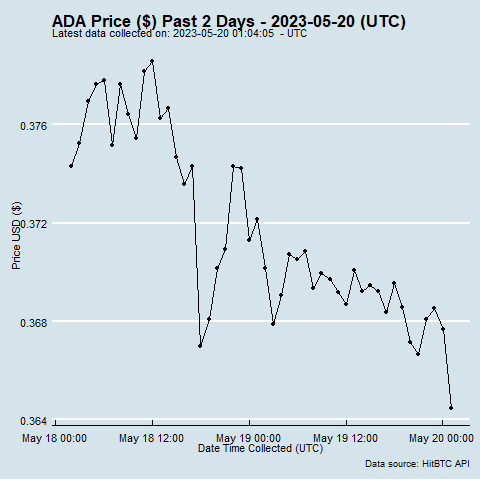 ADA Price ($) Past 2 Days - 2023-05-20 (UTC)
Latest data collected on: 2023-05-20 01:04:05 - UTC
0.376
0.372
0.368
0.364
Price USD ($)
May 18 00:00 May 18 12:00 May 19 00:00 May 19 12:00 May 20 00:00
Date Time Collected (UTC)
Data source: HitBTC API